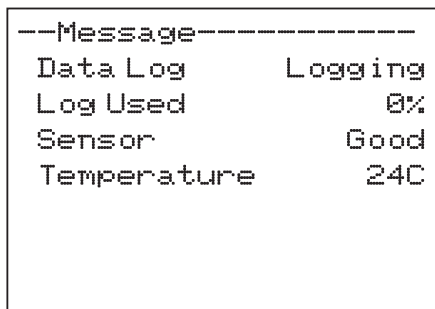 --Message-----------
Data Log Logging
Log Used 0%
Sensor Good
Temperature 24C